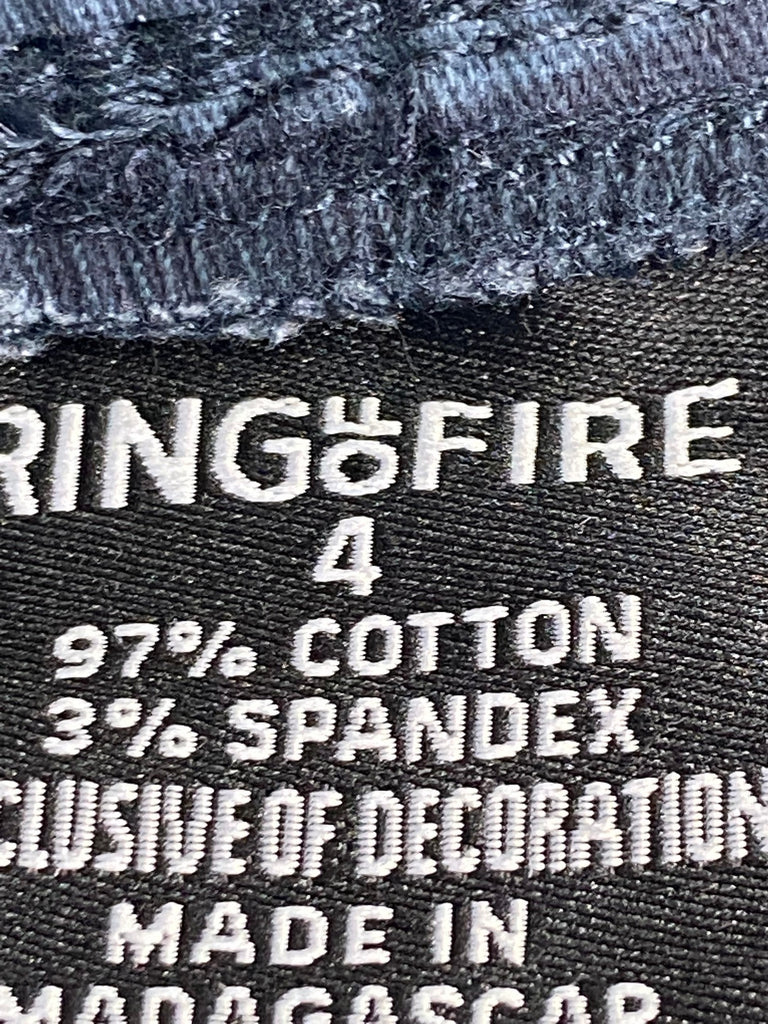 RING OF FIRE
4
97% COTTON
3% SPANDEX
CLUSIVE OF DECORATION
MADE IN
MADAGASCAR